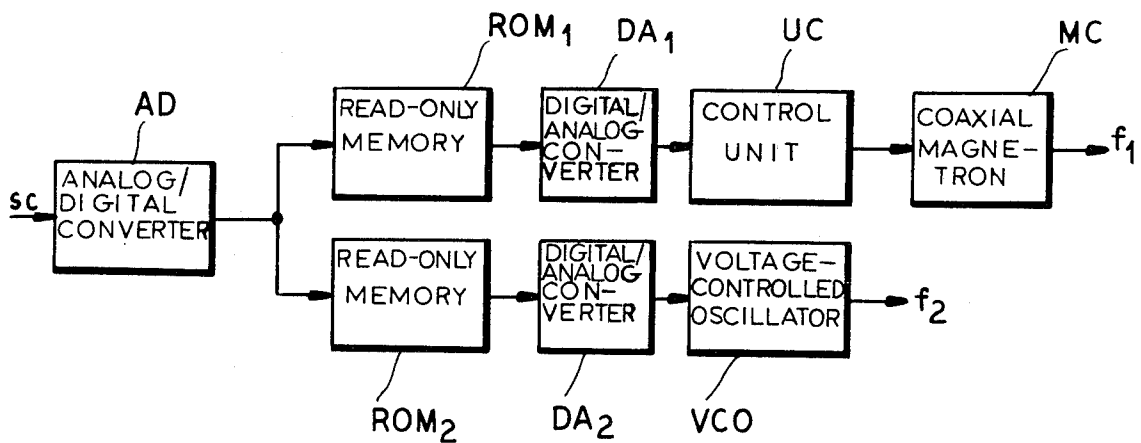 ROM1
DA1
UC
MC
AD
READ-ONLY
MEMORY
DIGITAL/
ANALOG
CON-
VERTER
CONTROL
UNIT
COAXIAL
MAGNE-
TRON
f1
sc
ANALOG/
DIGITAL
CONVERTER
READ-ONLY
MEMORY
DIGITAL/
ANALOG
CON-
VERTER
VOLTAGE-
CONTROLLED
OSCILLATOR
f2
ROM2
DA2
VCO